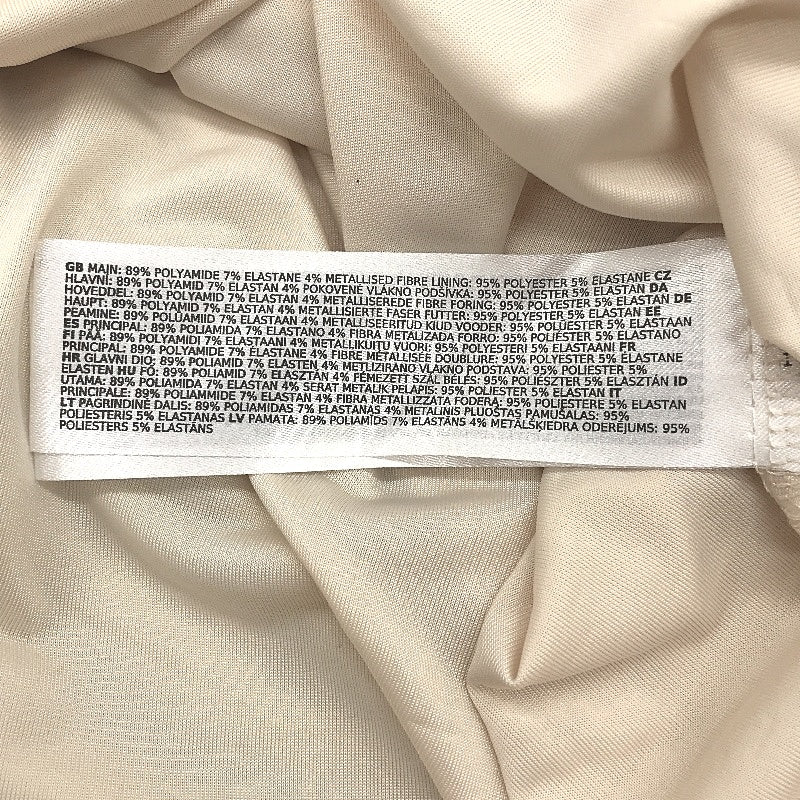 GB MAIN: 89% POLYAMIDE 7% ELASTANE 4% METALLISED FIBRE LINING: 95% POLYESTER 5% ELASTANE CZ
HLAVNÍ: 89% POLYAMID 7% ELASTAN 4% POKOVENÉ VLÁKNO PODŠÍVKA: 95% POLYESTER 5% ELASTAN DA
HOVEDDEL: 89% POLYAMID 7% ELASTAN 4% METALLISEREDE FIBRE FORING: 95% POLYESTER 5% ELASTAN DE
HAUPT: 89% POLYAMID 7% ELASTAN 4% METALLISIERTE FASER FUTTER: 95% POLYESTER 5% ELASTAN EE
PEAMINE: 89% POLÜAMIID 7% ELASTAAN 4% METALLISEERITUD KIUD VOODER: 95% POLÜESTER 5% ELASTAAN
ES PRINCIPAL: 89% POLIAMIDA 7% ELASTANO 4% FIBRA METALIZADA FORRO: 95% POLIÉSTER 5% ELASTANO
FI PÄÄ: 89% POLYAMIDI 7% ELASTAANI 4% METALLIKUITU VUORI: 95% POLYESTERI 5% ELASTAANI FR
PRINCIPAL: 89% POLYAMIDE 7% ÉLASTANE 4% FIBRE MÉTALLISÉE DOUBLURE: 95% POLYESTER 5% ÉLASTANE
HR GLAVNI DIO: 89% POLIAMID 7% ELASTEN 4% METLIZIRANO VLAKNO PODSTAVA: 95% POLIESTER 5%
ELASTEN HU FŐ: 89% POLIAMID 7% ELASZTÁN 4% FÉMEZETT SZÁL BÉLÉS: 95% POLIÉSZTER 5% ELASZTÁN ID
UTAMA: 89% POLIAMIDA 7% ELASTAN 4% SERAT METALIK PELAPIS: 95% POLIESTER 5% ELASTAN IT
PRINCIPALE: 89% POLIAMMIDE 7% ELASTAN 4% FIBRA METALLIZZATA FODERA: 95% POLIESTERE 5% ELASTAN
LT PAGRINDINĖ DALIS: 89% POLIAMIDAS 7% ELASTANAS 4% METALINIS PLUOŠTAS PAMUŠALAS: 95%
POLIESTERIS 5% ELASTANAS LV PAMATA: 89% POLIAMĪDS 7% ELASTĀNS 4% METĀLŠĶIEDRA ODERĒJUMS: 95%
POLIESTERS 5% ELASTĀNS